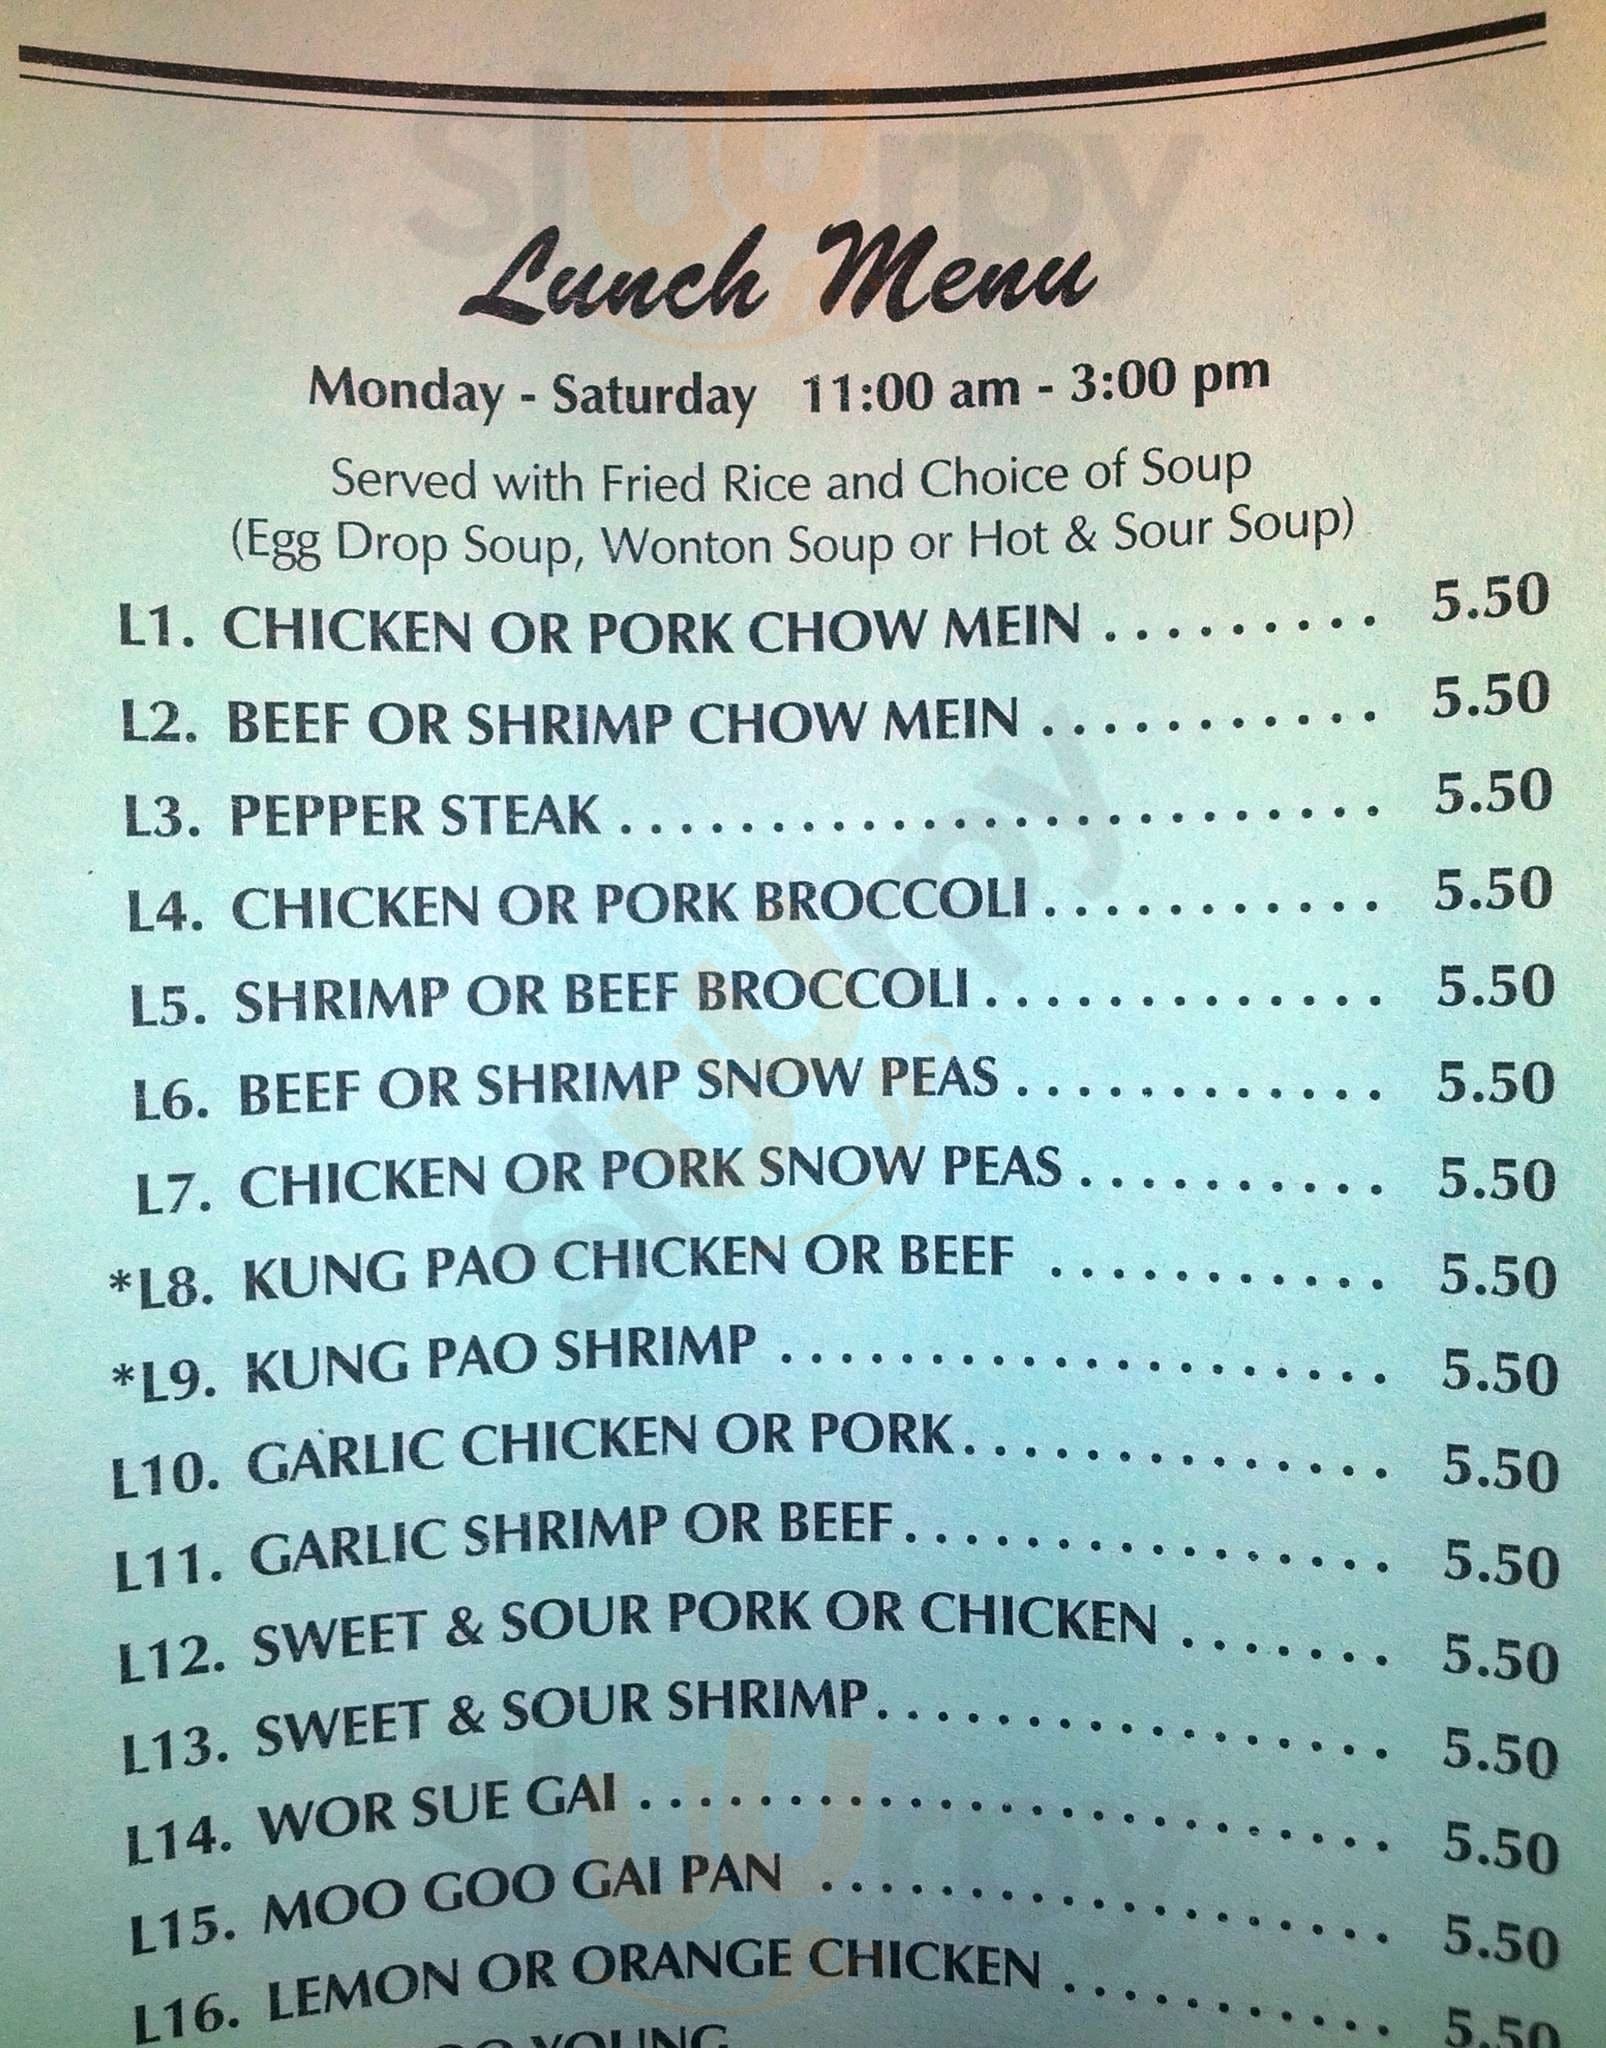 Lunch Menu
Monday - Saturday 11:00 am - 3:00 pm
Served with Fried Rice and Choice of Soup
(Egg Drop Soup, Wonton Soup or Hot & Sour Soup)
L1. CHICKEN OR PORK CHOW MEIN ......... 5.50
L2. BEEF OR SHRIMP CHOW MEIN ........... 5.50
L3. PEPPER STEAK .......................... 5.50
L4. CHICKEN OR PORK BROCCOLI ........... 5.50
L5. SHRIMP OR BEEF BROCCOLI ............. 5.50
L6. BEEF OR SHRIMP SNOW PEAS ............ 5.50
L7. CHICKEN OR PORK SNOW PEAS .......... 5.50
*L8. KUNG PAO CHICKEN OR BEEF ........... 5.50
*L9. KUNG PAO SHRIMP .................... 5.50
L10. GARLIC CHICKEN OR PORK .............. 5.50
L11. GARLIC SHRIMP OR BEEF ................ 5.50
L12. SWEET & SOUR PORK OR CHICKEN ....... 5.50
L13. SWEET & SOUR SHRIMP ................. 5.50
L14. WOR SUE GAI ......................... 5.50
L15. MOO GOO GAI PAN ................... 5.50
L16. LEMON OR ORANGE CHICKEN ........... 5.50
YOUNG
sluurpy
sluurpy
sluurpy